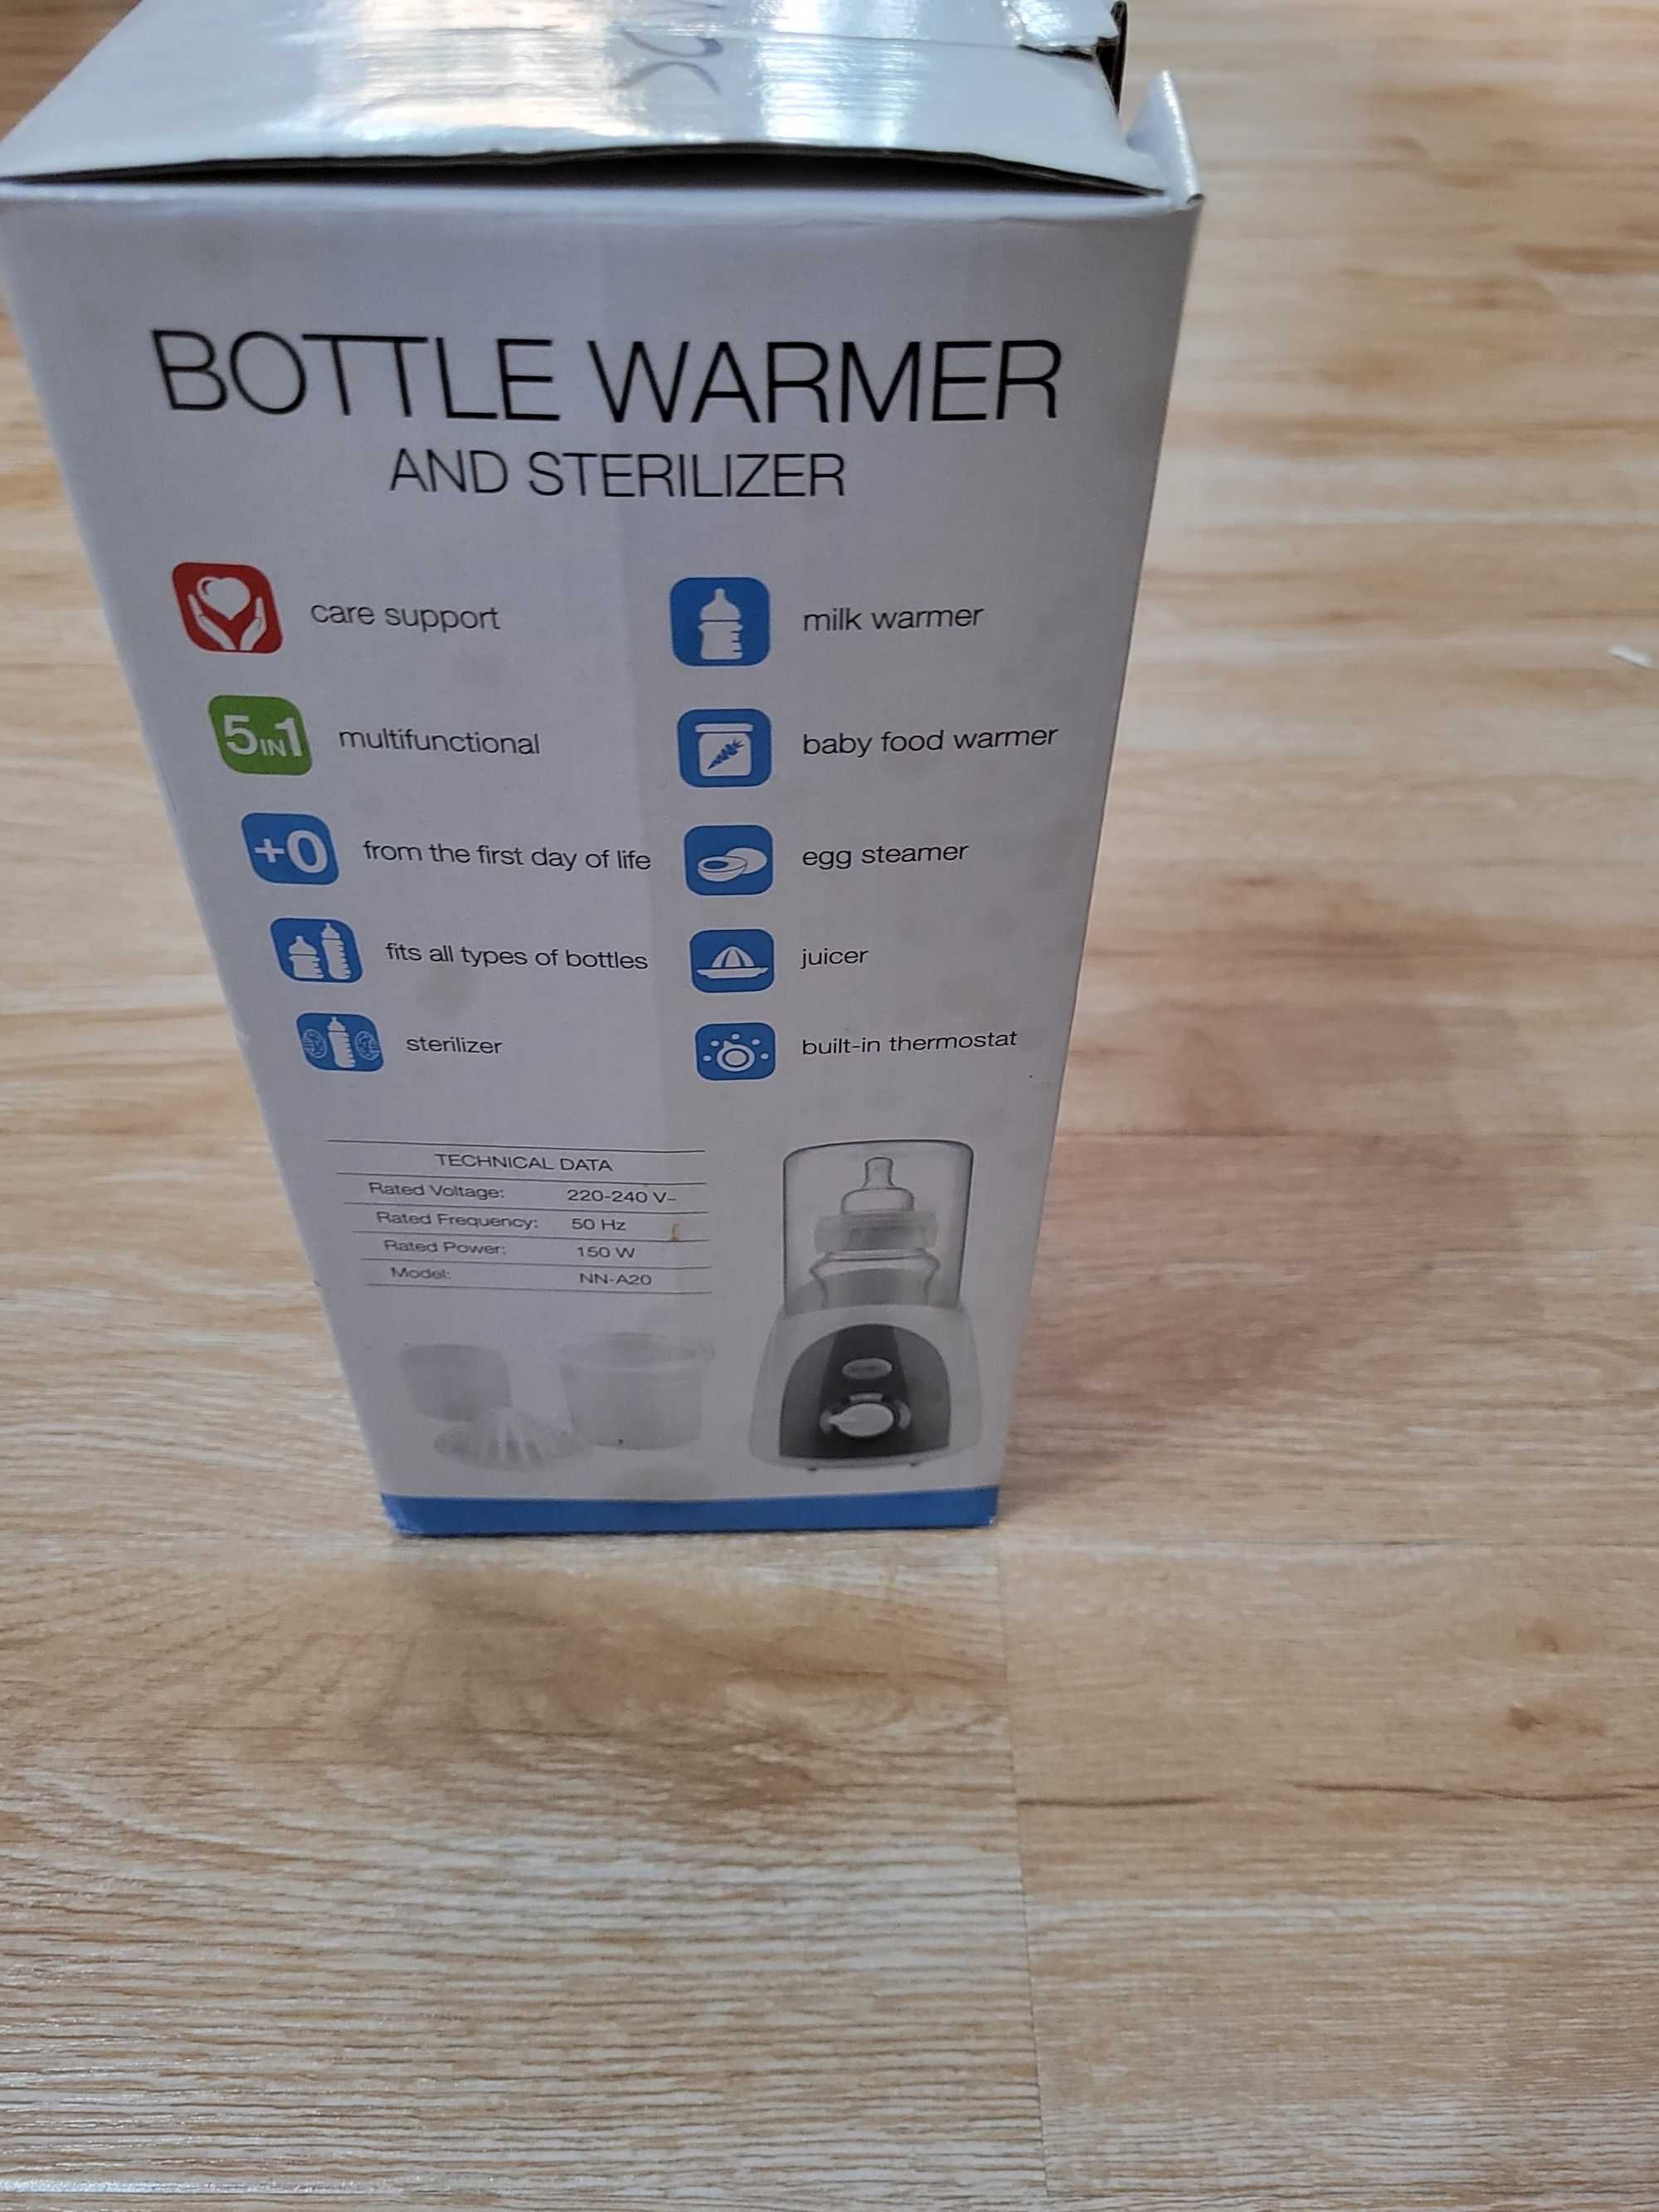 BOTTLE WARMER
AND STERILIZER
care support
5IN1 multifunctional
+0 from the first day of life
fits all types of bottles
sterilizer
milk warmer
baby food warmer
egg steamer
juicer
built-in thermostat
TECHNICAL DATA
Rated Voltage: 220-240 V~
Rated Frequency: 50 Hz
Rated Power: 150 W
Model: NN-A20